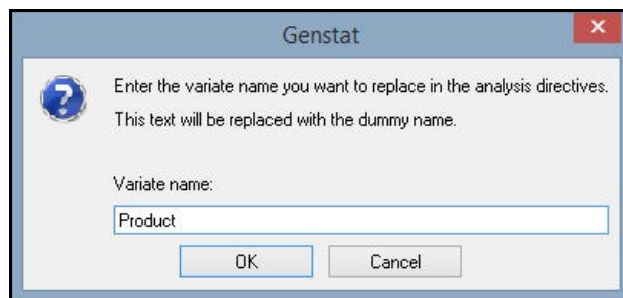 Genstat
Enter the variate name you want to replace in the analysis directives.
This text will be replaced with the dummy name.
Variate name:
Product
OK
Cancel